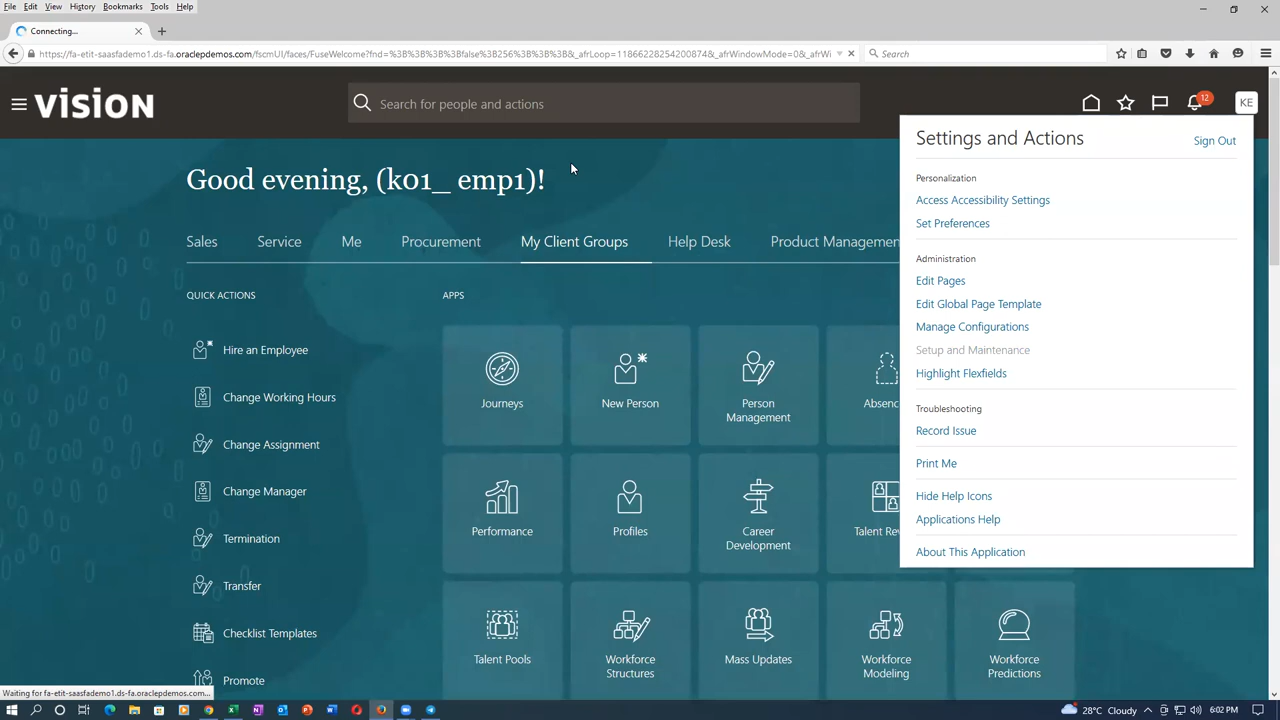 File Edit View History Bookmarks Tools Help
Connecting...
https://fa-etit-saasfademo1.ds-fa.oraclepdemos.com/fscmUI/faces/FuseWelcome?fnd=%3B%3B%3B%3Bfalse%3B256%3B%3B%3B&_afrLoop=11866228254200874&_afrWindowMode=0&_afrWi
Search
VISION
Search for people and actions
12
KE
Settings and Actions
Sign Out
Good evening, (k01_ emp1)!
Personalization
Access Accessibility Settings
Set Preferences
Sales Service Me Procurement My Client Groups Help Desk Product Managemen
Administration
Edit Pages
Edit Global Page Template
Manage Configurations
Setup and Maintenance
Highlight Flexfields
Troubleshooting
Record Issue
Print Me
Hide Help Icons
Applications Help
About This Application
QUICK ACTIONS
Hire an Employee
Change Working Hours
Change Assignment
Change Manager
Termination
Transfer
Checklist Templates
Promote
APPS
Journeys
New Person
Person Management
Absenc
Performance
Profiles
Career Development
Talent Rev
Talent Pools
Workforce Structures
Mass Updates
Workforce Modeling
Workforce Predictions
Waiting for fa-etit-saasfademo1.ds-fa.oraclepdemos.com...
28°C Cloudy
6:02 PM